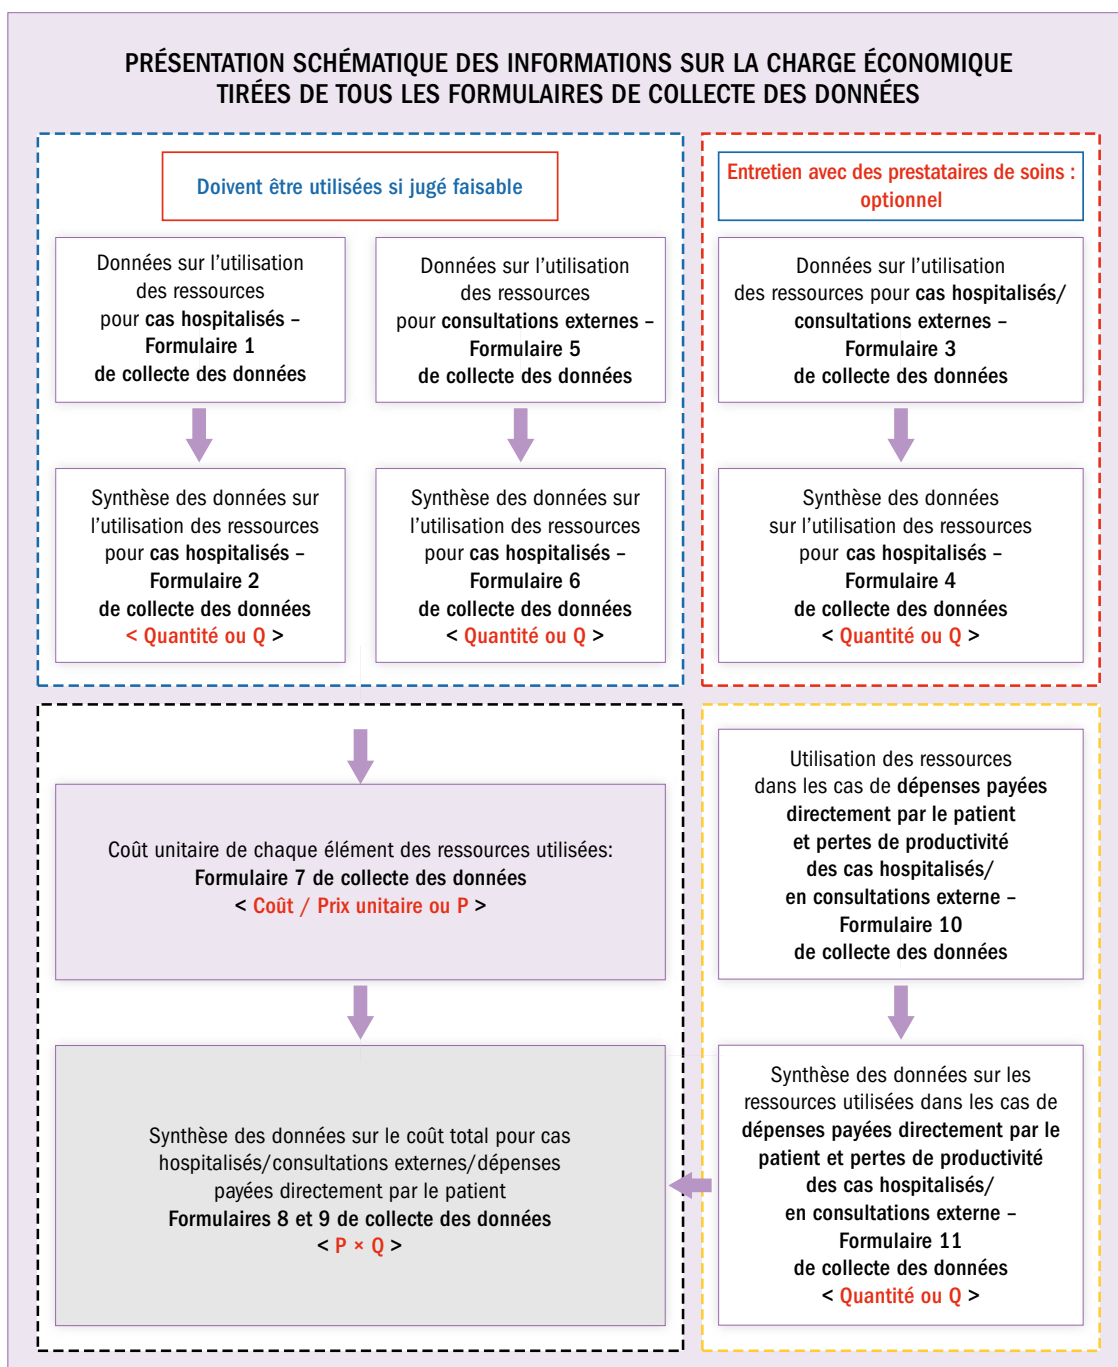 PRÉSENTATION SCHÉMATIQUE DES INFORMATIONS SUR LA CHARGE ÉCONOMIQUE
TIRÉES DE TOUS LES FORMULAIRES DE COLLECTE DES DONNÉES
Doivent être utilisées si jugé faisable
Données sur l'utilisation
des ressources
pour cas hospitalisés –
Formulaire 1
de collecte des données
Données sur l'utilisation
des ressources
pour consultations externes –
Formulaire 5
de collecte des données
Synthèse des données sur
l'utilisation des ressources
pour cas hospitalisés –
Formulaire 2
de collecte des données
< Quantité ou Q >
Synthèse des données sur
l'utilisation des ressources
pour cas hospitalisés –
Formulaire 6
de collecte des données
< Quantité ou Q >
Entretien avec des prestataires de soins :
optionnel
Données sur l'utilisation
des ressources pour cas hospitalisés/
consultations externes –
Formulaire 3
de collecte des données
Synthèse des données
sur l'utilisation des ressources
pour cas hospitalisés –
Formulaire 4
de collecte des données
< Quantité ou Q >
Coût unitaire de chaque élément des ressources utilisées:
Formulaire 7 de collecte des données
< Coût / Prix unitaire ou P >
Synthèse des données sur le coût total pour cas
hospitalisés/consultations externes/dépenses
payées directement par le patient
Formulaires 8 et 9 de collecte des données
< P × Q >
Utilisation des ressources
dans les cas de dépenses payées
directement par le patient
et pertes de productivité
des cas hospitalisés/
en consultations externe –
Formulaire 10
de collecte des données
Synthèse des données sur les
ressources utilisées dans les cas de
dépenses payées directement par le
patient et pertes de productivité
des cas hospitalisés/
en consultations externe –
Formulaire 11
de collecte des données
< Quantité ou Q >